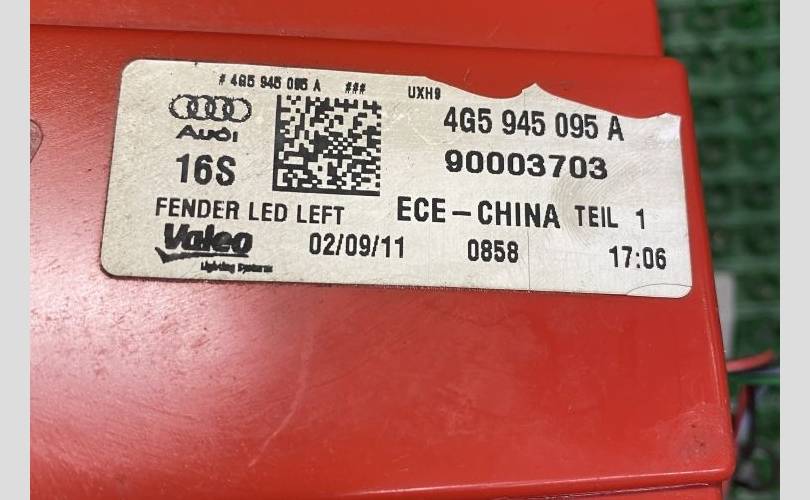 # 4G5 945 095 A ### UXH9
Audi
4G5 945 095 A
16S
90003703
FENDER LED LEFT ECE-CHINA TEIL 1
Valeo 02/09/11 0858 17:06
Lighting Systems